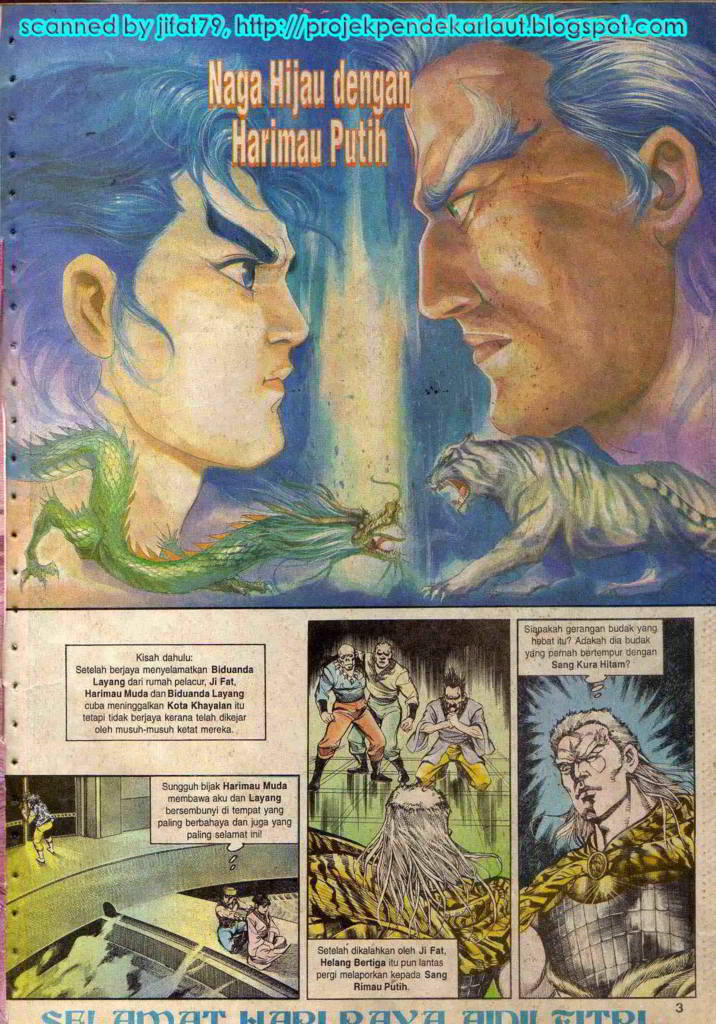 scanned by jifat79, http://projekpendekarlaut.blogspot.com
Naga Hijau dengan
Harimau Putih
Kisah dahulu:
Setelah berjaya menyelamatkan Biduanda
Layang dari rumah pelacur, Ji Fat,
Harimau Muda dan Biduanda Layang
cuba meninggalkan Kota Khayalan itu
tetapi tidak berjaya kerana telah dikejar
oleh musuh-musuh ketat mereka.
Sungguh bijak Harimau Muda
membawa aku dan Layang
bersembunyi di tempat yang
paling berbahaya dan juga yang
paling selamat ini!
Setelah dikalahkan oleh Ji Fat,
Helang Bertiga itu pun lantas
pergi melaporkan kepada Sang
Rimau Putih.
Siapakah gerangan budak yang
hebat itu? Adakah dia budak
yang pernah bertempur dengan
Sang Kura Hitam?
3
SELAMAT HARI RAYA AIDIL FITRI